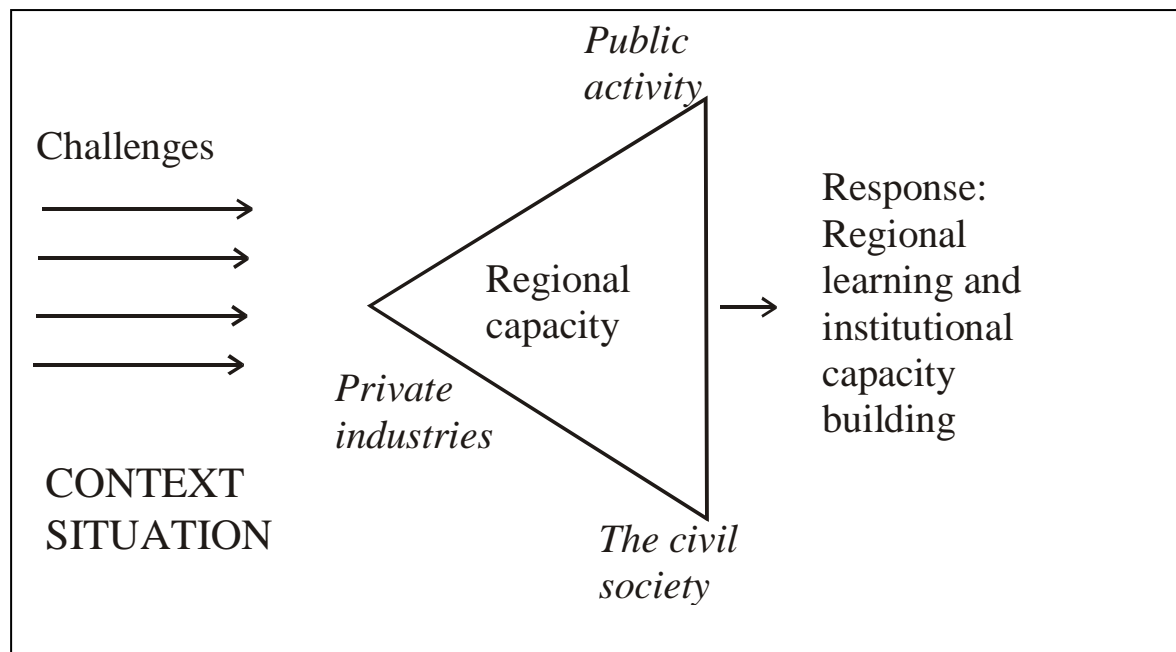 Public
activity
Challenges
Response:
Regional
learning and
institutional
capacity
building
Regional
capacity
Private
industries
CONTEXT
SITUATION
The civil
society